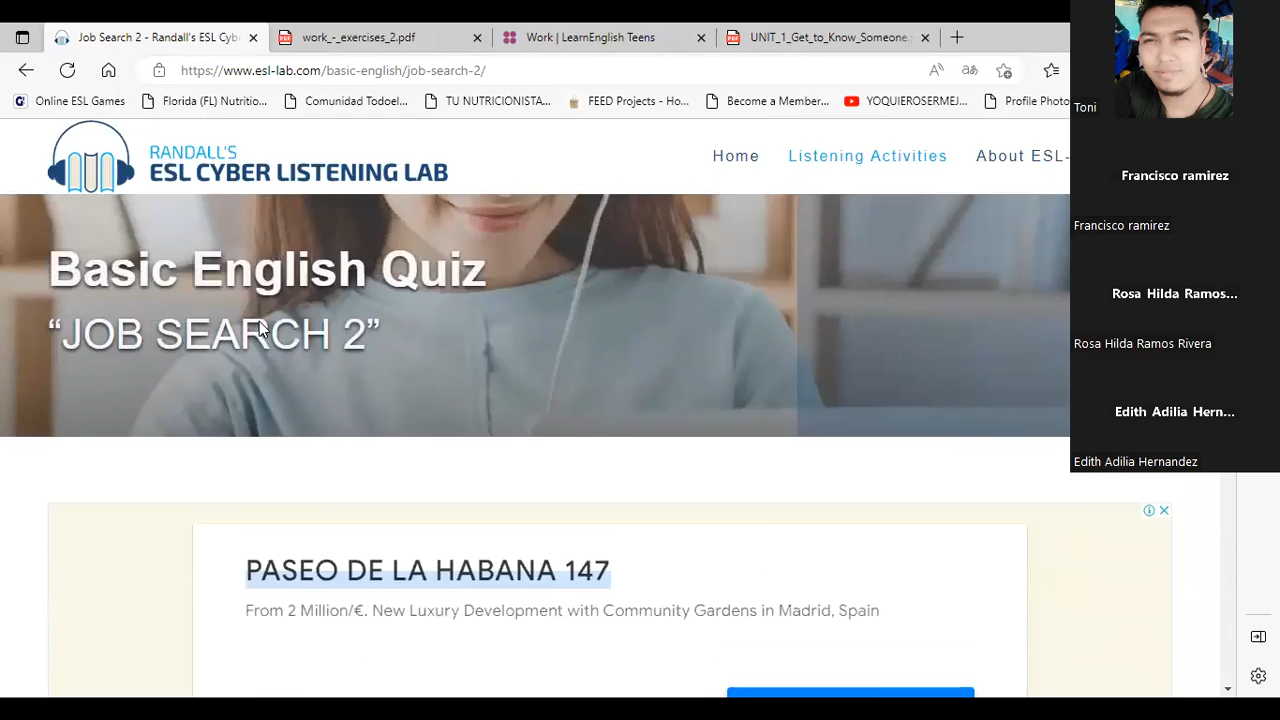 Job Search 2 - Randall's ESL Cybe
work_-_exercises_2.pdf
Work | LearnEnglish Teens
UNIT_1_Get_to_Know_Someone.
https://www.esl-lab.com/basic-english/job-search-2/
Online ESL Games
Florida (FL) Nutritio...
Comunidad Todoel...
TU NUTRICIONISTA...
FEED Projects - Ho...
Become a Member...
YOQUIEROSERMEJ...
Profile Photo
RANDALL'S
ESL CYBER LISTENING LAB
Home
Listening Activities
About ESL-
Basic English Quiz
“JOB SEARCH 2”
PASEO DE LA HABANA 147
From 2 Million/€. New Luxury Development with Community Gardens in Madrid, Spain
Toni
Francisco ramirez
Francisco ramirez
Rosa Hilda Ramos...
Rosa Hilda Ramos Rivera
Edith Adilia Hern...
Edith Adilia Hernandez